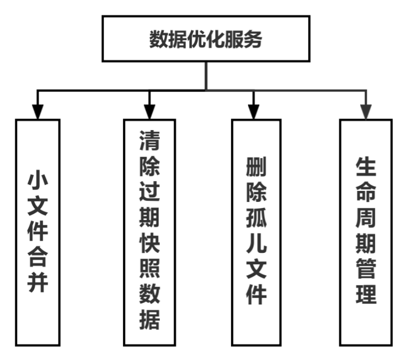 数据优化服务
小文件合并
清除过期快照数据
删除孤儿文件
生命周期管理